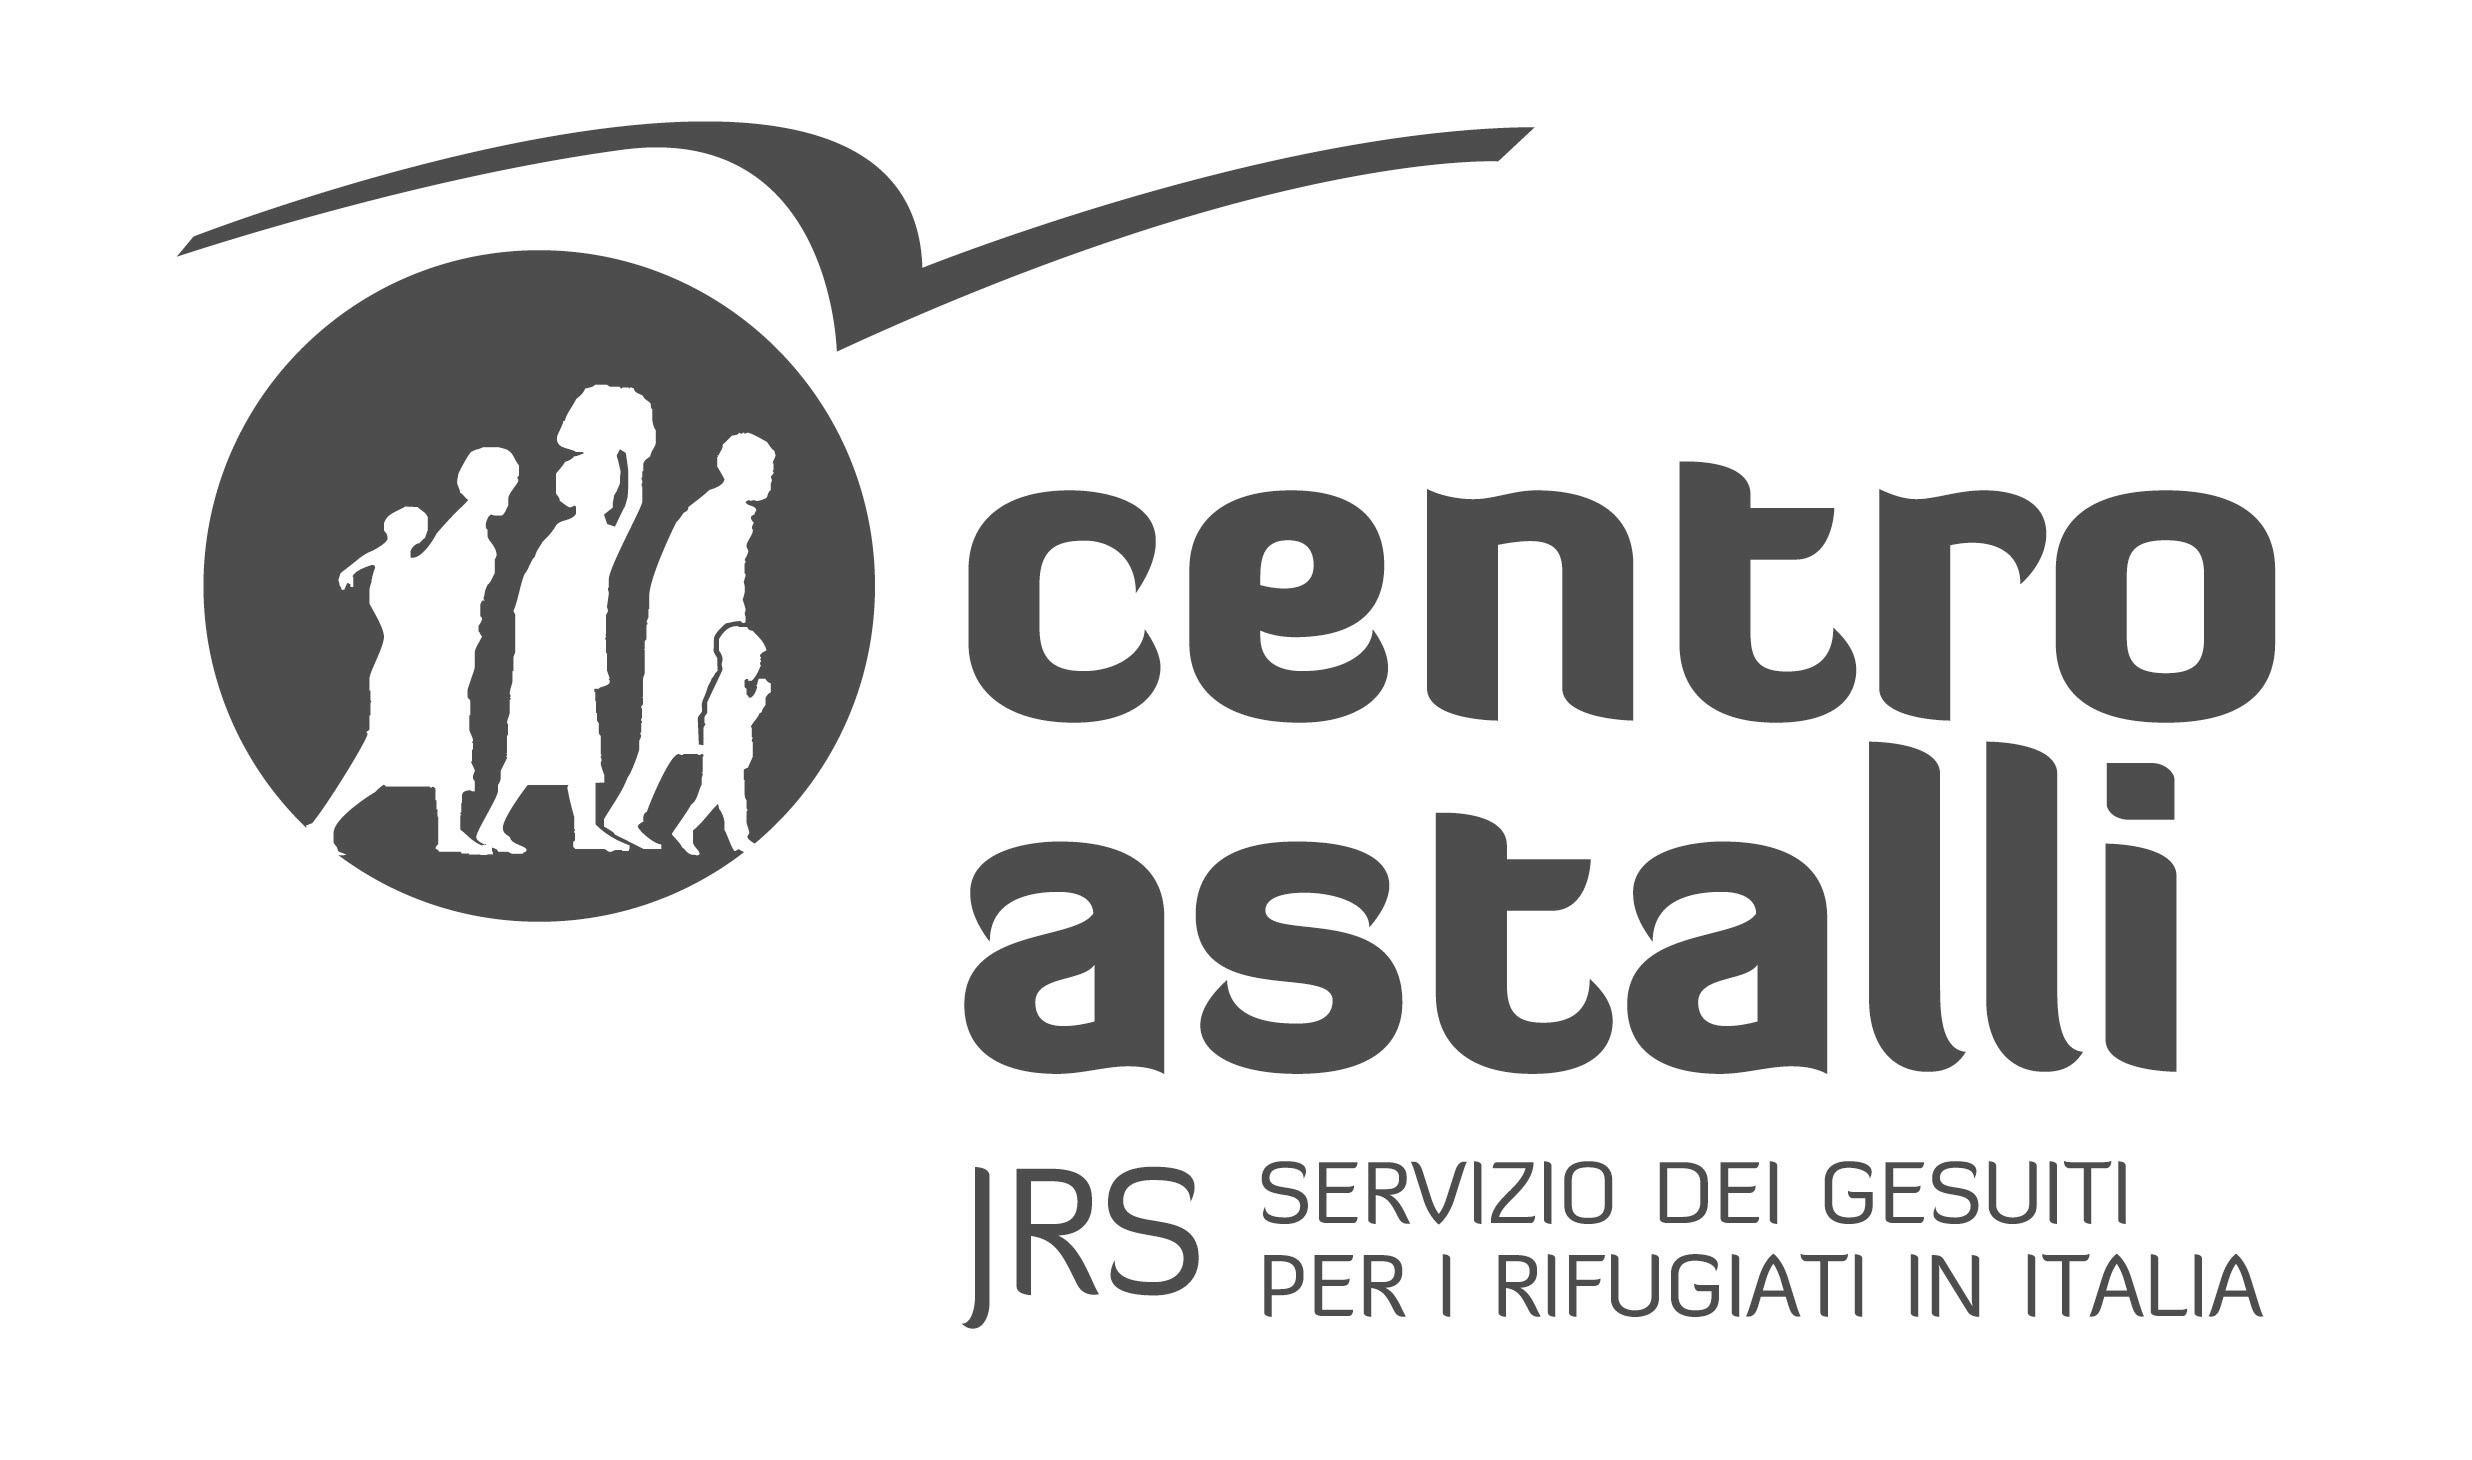 centro
astalli
JRS SERVIZIO DEI GESUITI
PER I RIFUGIATI IN ITALIA